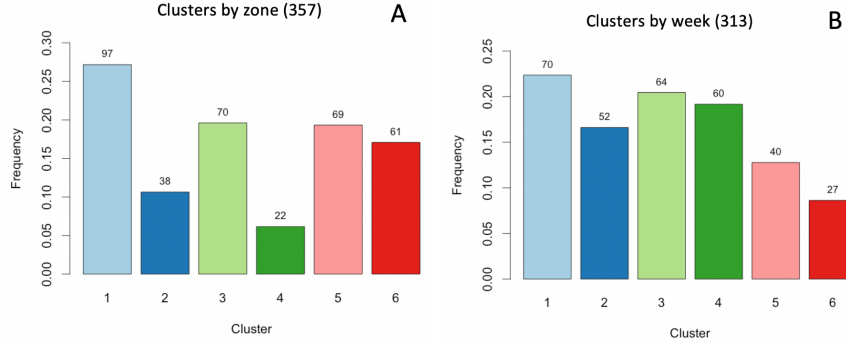 Clusters by zone (357)
A
Frequency
0.30
0.25
0.20
0.15
0.10
0.05
0.00
97
38
70
22
69
61
1 2 3 4 5 6
Cluster
Clusters by week (313)
B
Frequency
0.25
0.20
0.15
0.10
0.05
0.00
70
52
64
60
40
27
1 2 3 4 5 6
Cluster